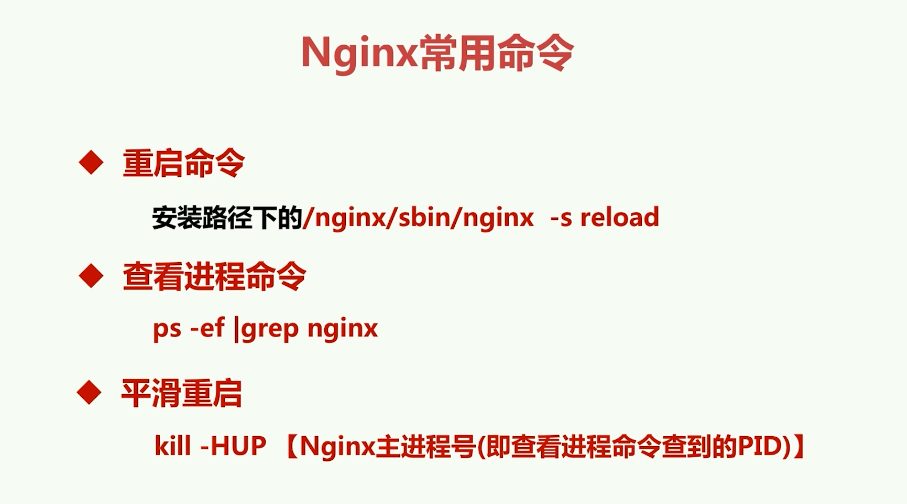 Nginx常用命令
◆ 重启命令
安装路径下的/nginx/sbin/nginx -s reload
◆ 查看进程命令
ps -ef |grep nginx
◆ 平滑重启
kill -HUP 【Nginx主进程号(即查看进程命令查到的PID)】